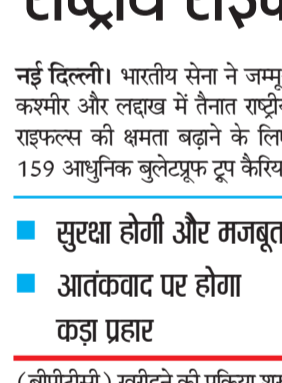 राष्ट्रीय राइफ
नई दिल्ली। भारतीय सेना ने जम्मू
कश्मीर और लद्दाख में तैनात राष्ट्रीय
राइफल्स की क्षमता बढ़ाने के लिए
159 आधुनिक बुलेटप्रूफ ट्रूप कैरिय
सुरक्षा होगी और मजबूत
आतंकवाद पर होगा
कड़ा प्रहार
(बीपीटीसी) खरीदने की प्रक्रिया शुरू